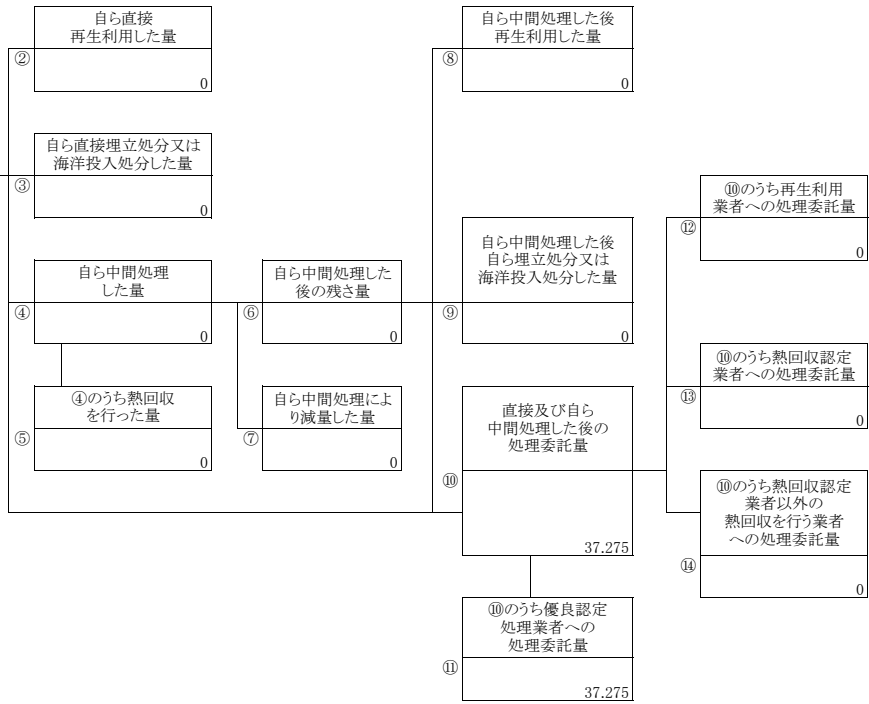 自ら直接
再生利用した量
②
0
自ら直接埋立処分又は
海洋投入処分した量
③
0
自ら中間処理
した量
④
0
④のうち熱回収
を行った量
⑤
0
自ら中間処理した
後の残さ量
⑥
0
自ら中間処理によ
り減量した量
⑦
0
自ら中間処理した後
再生利用した量
⑧
0
自ら中間処理した後
自ら埋立処分又は
海洋投入処分した量
⑨
0
直接及び自ら
中間処理した後の
処理委託量
⑩
37.275
⑩のうち優良認定
処理業者への
処理委託量
⑪
37.275
⑩のうち再生利用
業者への処理委託量
⑫
0
⑩のうち熱回収認定
業者への処理委託量
⑬
0
⑩のうち熱回収認定
業者以外の
熱回収を行う業者
への処理委託量
⑭
0